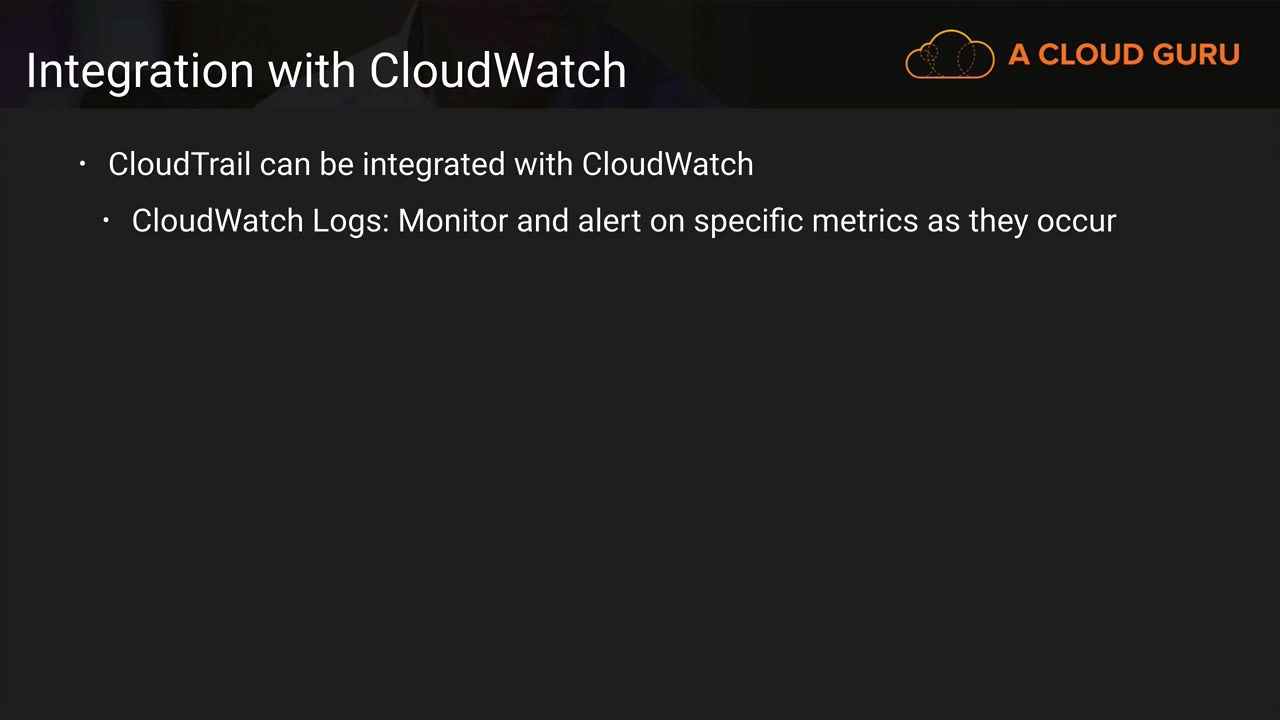 Integration with CloudWatch
A CLOUD GURU
• CloudTrail can be integrated with CloudWatch
• CloudWatch Logs: Monitor and alert on specific metrics as they occur